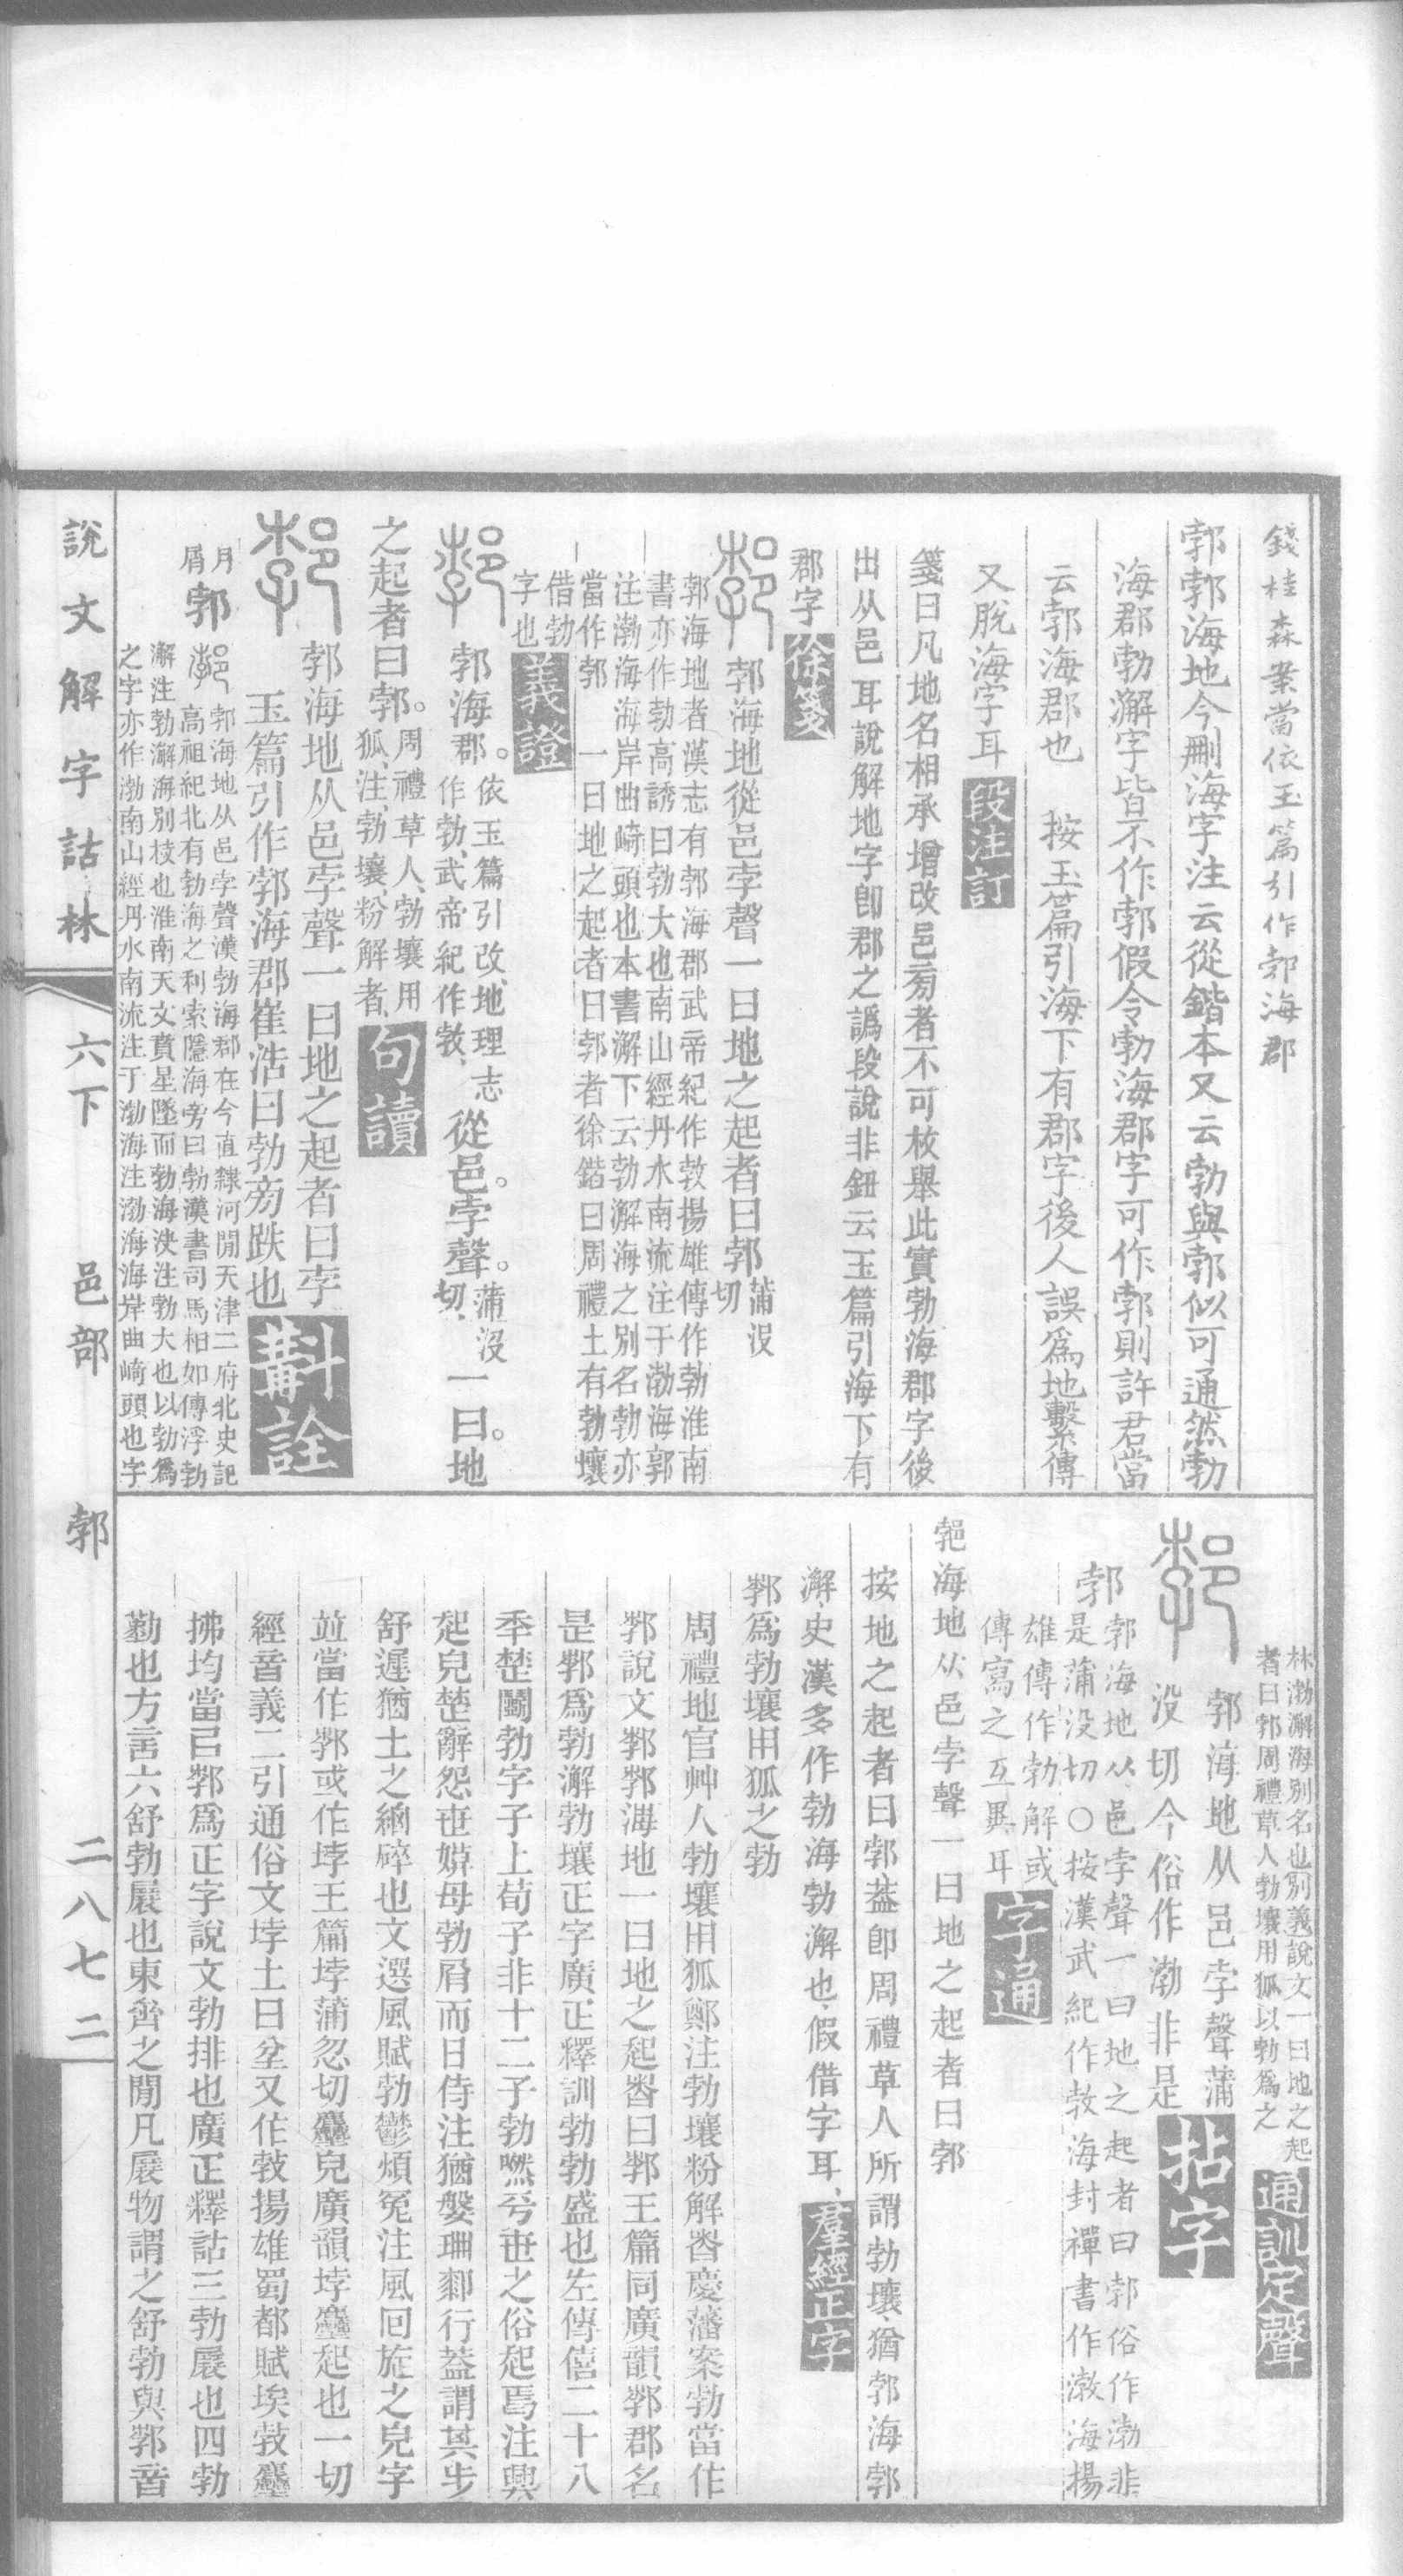 錢桂森案當依玉篇引作郣海郡
郣郣海地今刪海字注云從鍇本又云勃與郣似可通然勃
海郡勃澥字皆不作郣假令勃海郡字可作郣則許君當
云郣海郡也　按玉篇引海下有郡字後人誤爲地繫傳
又脫海字耳段注訂
箋曰凡地名相承增改邑㫄者不可枚舉此實勃海郡字後
出从邑耳說解地字卽郡之譌段說非鈕云玉篇引海下有
郡字徐箋
郣海地從邑孛聲一曰地之起者曰郣蒲沒
切
郣海地者漢志有郣海郡武帝紀作敦揚雄傳作勃淮南
書亦作勃高誘曰勃大也南山經丹水南流注于渤海郭
注渤海海岸曲崎頭也本書澥下云勃澥海之別名勃亦
當作郣　一曰地之起者曰郣者徐鍇曰周禮土有勃壤
借勃
字也義證
郣海郡。依玉篇引改、地理志
作勃、武帝紀作敦、從邑。孛聲。蒲沒
切、一曰。地
之起者曰郣。周禮草人、勃壤用
狐、注、勃壤、粉解者、句讀
郣海地从邑孛聲一曰地之起者曰孛
玉篇引作郣海郡崔浩曰勃旁跌也斠詮
月
屑郣郣海地从邑孛聲漢勃海郡在今直隸河閒天津二府北史記
高祖紀北有勃海之利索隱海旁曰勃漢書司馬相如傳浮勃
澥注勃澥海別枝也淮南天文賁星墜而勃海決注勃大也以勃爲
之字亦作渤南山經丹水南流注于渤海注渤海海岸曲崎頭也字
說文解字詁林　六下　邑部　郣　二八七二
林渤澥海別名也別義說文一曰地之起
者曰郣周禮草人勃壤用狐以勃爲之通訓定聲
郣海地从邑孛聲蒲
没切今俗作渤非是拈字
郣郣海地从邑孛聲一曰地之起者曰郣俗作渤非
是蒲没切〇按漢武紀作敦海封禪書作渤海揚
雄傳作勃解或
傳寫之互異耳字通
郣海地从邑孛聲一曰地之起者曰郣
按地之起者曰郣葢卽周禮草人所謂勃壤、猶郣海郣
澥、史漢多作勃海勃澥也、假借字耳、羣經正字
郣爲勃壤用狐之勃
周禮地官艸人勃壤用狐鄭注勃壤粉解者慶藩案勃當作
郣說文郣郣海地一曰地之起者曰郣玉篇同廣韻郣郡名
是郣爲勃澥勃壤正字廣疋釋訓勃勃盛也左傳僖二十八
年楚鬭勃字子上荀子非十二子勃然平世之俗起焉注興
起皃楚辭怨世嫫母勃屑而日侍注猶媻珊勃行葢謂其步
舒遲猶土之細碎也文選風賦勃鬱煩冤注風回旋之皃字
竝當作郣或作垺玉篇垺蒲忽切塵皃廣韻垺塵起也一切
經音義二引通俗文垺土曰坌又作㪍揚雄蜀都賦埃㪍塵
拂均當已郣爲正字說文勃排也廣疋釋詁三勃展也四勃
勤也方言六舒勃展也東齊之閒凡展物謂之舒勃與郣音